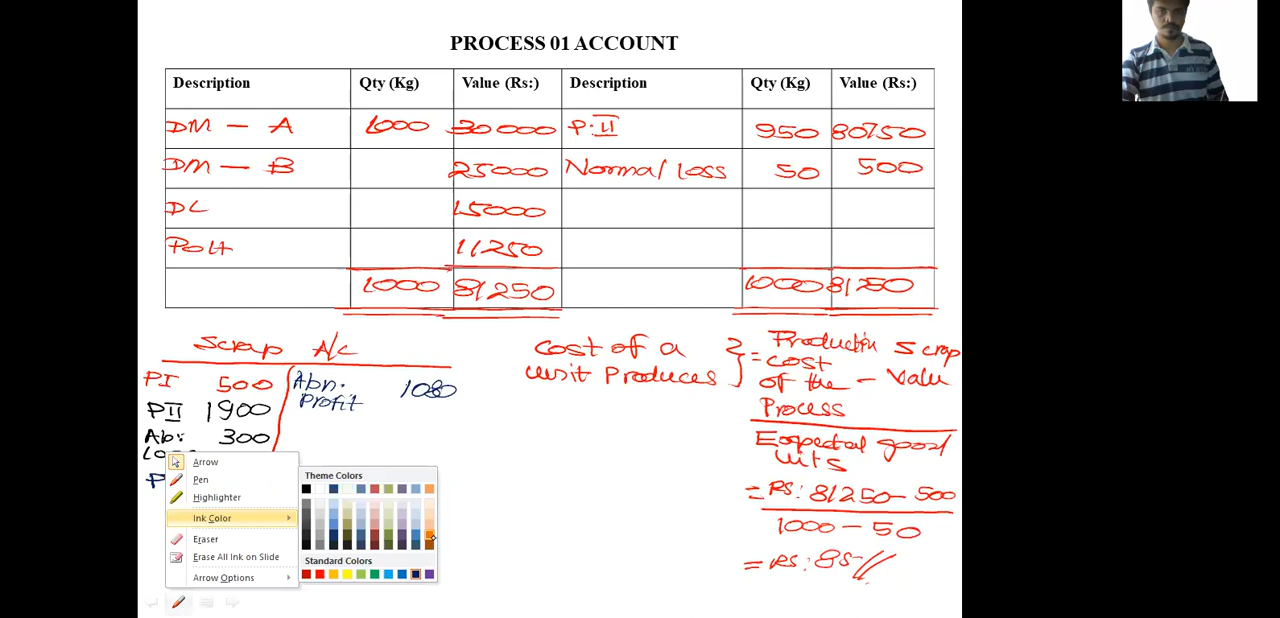 PROCESS 01 ACCOUNT
Description Qty (Kg) Value (Rs:) Description Qty (Kg) Value (Rs:)
DM - A 1000 30000 P.II 950 80750
DM - B 25000 Normal loss 50 500
DL 15000
POH 11250
1000 81250 1000 81250
Scrap A/c
PI 500 Abn. Profit 1080
PII 1900
Ab: 300
Cost of a unit Produces } = Production cost of the Process - Scrap Value
Expected good units
= Rs: 81250 - 500
1000 - 50
= Rs: 85//
Arrow
Pen
Highlighter
Ink Color
Eraser
Erase All Ink on Slide
Arrow Options
Theme Colors
Standard Colors